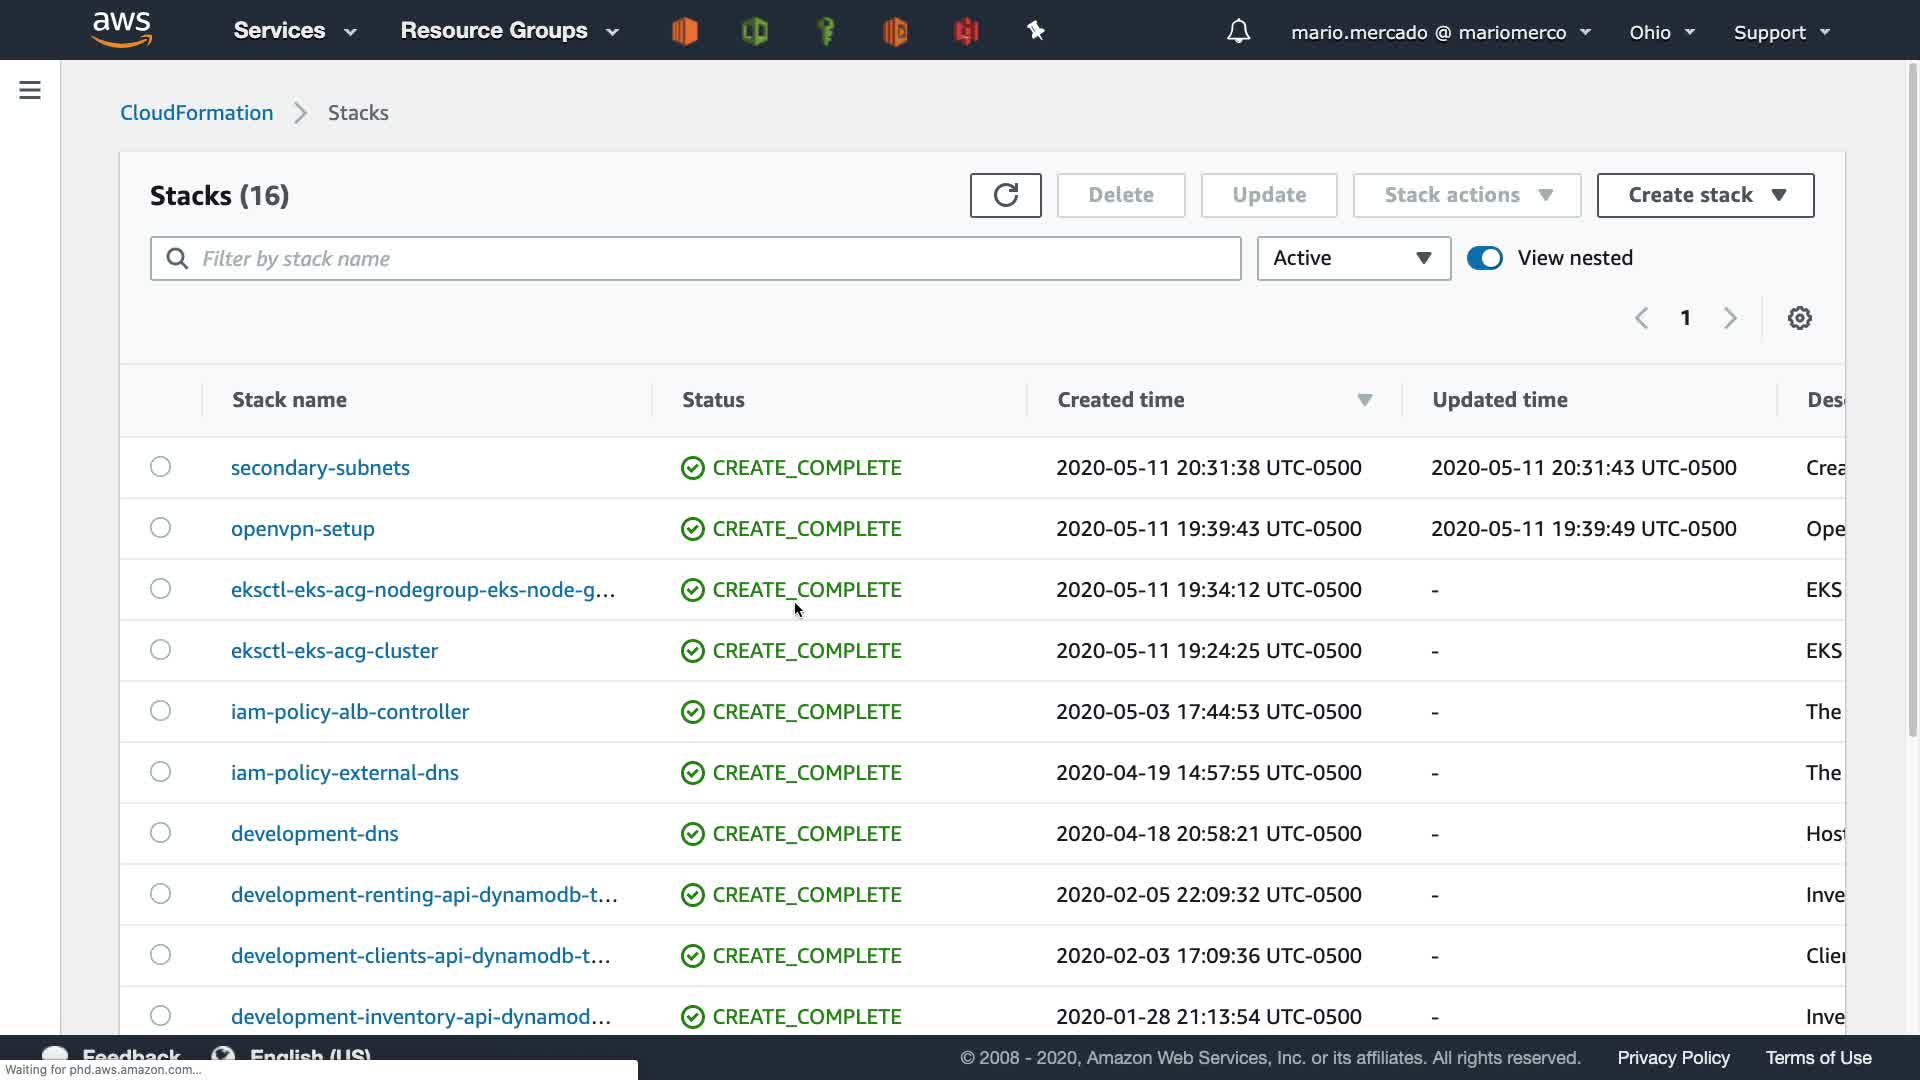 aws Services Resource Groups mario.mercado @ mariomerco Ohio Support
CloudFormation Stacks
Stacks (16) Delete Update Stack actions Create stack
Filter by stack name Active View nested
1
Stack name Status Created time Updated time Des
secondary-subnets CREATE_COMPLETE 2020-05-11 20:31:38 UTC-0500 2020-05-11 20:31:43 UTC-0500 Crea
openvpn-setup CREATE_COMPLETE 2020-05-11 19:39:43 UTC-0500 2020-05-11 19:39:49 UTC-0500 Ope
eksctl-eks-acg-nodegroup-eks-node-g... CREATE_COMPLETE 2020-05-11 19:34:12 UTC-0500 - EKS
eksctl-eks-acg-cluster CREATE_COMPLETE 2020-05-11 19:24:25 UTC-0500 - EKS
iam-policy-alb-controller CREATE_COMPLETE 2020-05-03 17:44:53 UTC-0500 - The
iam-policy-external-dns CREATE_COMPLETE 2020-04-19 14:57:55 UTC-0500 - The
development-dns CREATE_COMPLETE 2020-04-18 20:58:21 UTC-0500 - Host
development-renting-api-dynamodb-t... CREATE_COMPLETE 2020-02-05 22:09:32 UTC-0500 - Inve
development-clients-api-dynamodb-t... CREATE_COMPLETE 2020-02-03 17:09:36 UTC-0500 - Clien
development-inventory-api-dynamod... CREATE_COMPLETE 2020-01-28 21:13:54 UTC-0500 - Inve
Feedback English (US) © 2008 - 2020, Amazon Web Services, Inc. or its affiliates. All rights reserved. Privacy Policy Terms of Use
Waiting for phd.aws.amazon.com...